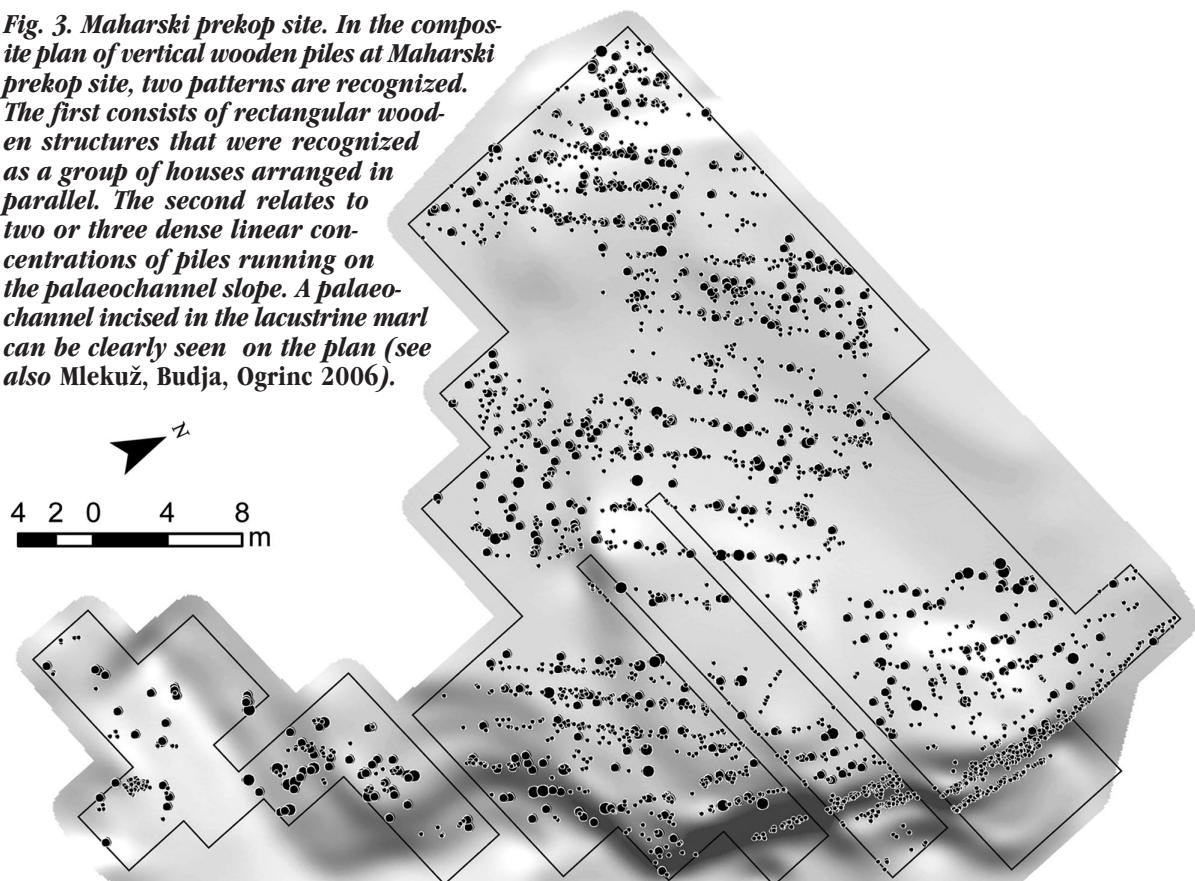 Fig. 3. Maharski prekop site. In the compos-
ite plan of vertical wooden piles at Maharski
prekop site, two patterns are recognized.
The first consists of rectangular wood-
en structures that were recognized
as a group of houses arranged in
parallel. The second relates to
two or three dense linear con-
centrations of piles running on
the palaeochannel slope. A palaeo-
channel incised in the lacustrine marl
can be clearly seen on the plan (see
also Mlekuž, Budja, Ogrinc 2006).
N
4 2 0 4 8
m